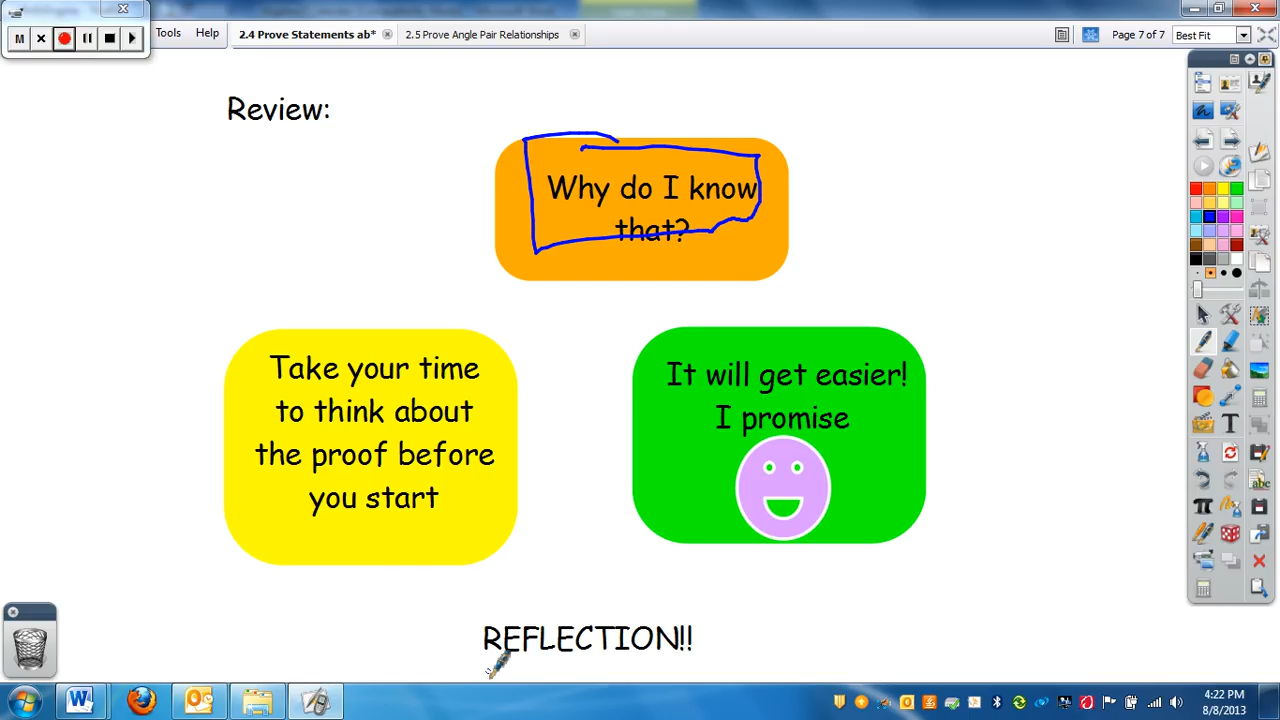 M
Tools
Help
2.4 Prove Statements ab*
2.5 Prove Angle Pair Relationships
Page 7 of 7
Best Fit
Review:
Why do I know
that?
Take your time
to think about
the proof before
you start
It will get easier!
I promise
REFLECTION!!
4:22 PM
8/8/2013